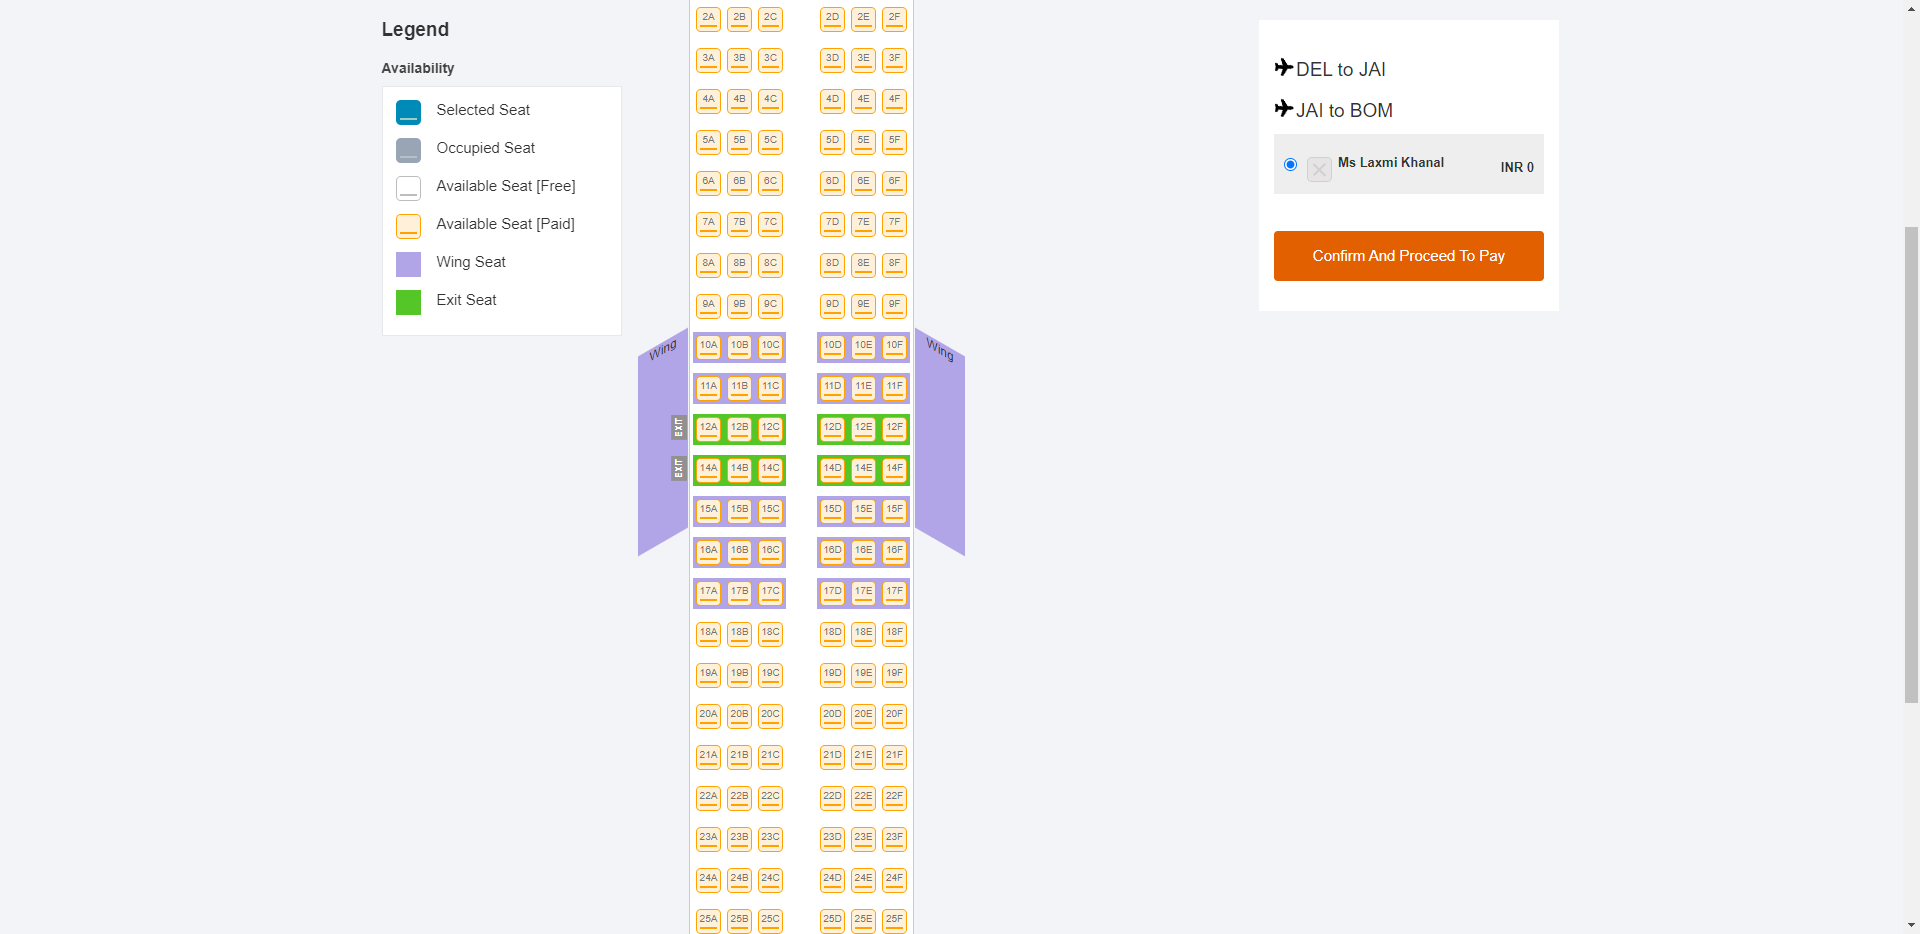 Legend
Availability
Selected Seat
Occupied Seat
Available Seat [Free]
Available Seat [Paid]
Wing Seat
Exit Seat
2A 2B 2C 2D 2E 2F
3A 3B 3C 3D 3E 3F
4A 4B 4C 4D 4E 4F
5A 5B 5C 5D 5E 5F
6A 6B 6C 6D 6E 6F
7A 7B 7C 7D 7E 7F
8A 8B 8C 8D 8E 8F
9A 9B 9C 9D 9E 9F
Wing 10A 10B 10C 10D 10E 10F Wing
11A 11B 11C 11D 11E 11F
EXIT 12A 12B 12C 12D 12E 12F
EXIT 14A 14B 14C 14D 14E 14F
15A 15B 15C 15D 15E 15F
16A 16B 16C 16D 16E 16F
17A 17B 17C 17D 17E 17F
18A 18B 18C 18D 18E 18F
19A 19B 19C 19D 19E 19F
20A 20B 20C 20D 20E 20F
21A 21B 21C 21D 21E 21F
22A 22B 22C 22D 22E 22F
23A 23B 23C 23D 23E 23F
24A 24B 24C 24D 24E 24F
25A 25B 25C 25D 25E 25F
DEL to JAI
JAI to BOM
Ms Laxmi Khanal INR 0
Confirm And Proceed To Pay